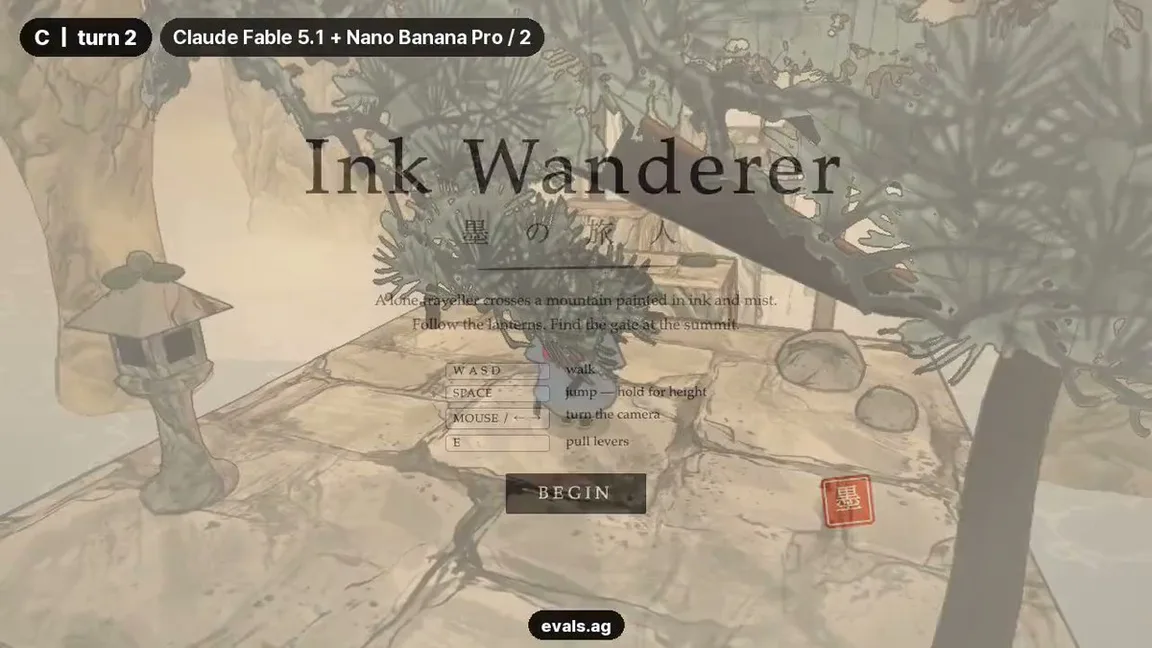 C | turn 2
Claude Fable 5.1 + Nano Banana Pro / 2
Ink Wanderer
墨の旅人
A lone traveller crosses a mountain painted in ink and mist.
Follow the lanterns. Find the gate at the summit.
W A S D walk
SPACE jump — hold for height
MOUSE / ← → turn the camera
E pull levers
BEGIN
墨
evals.ag